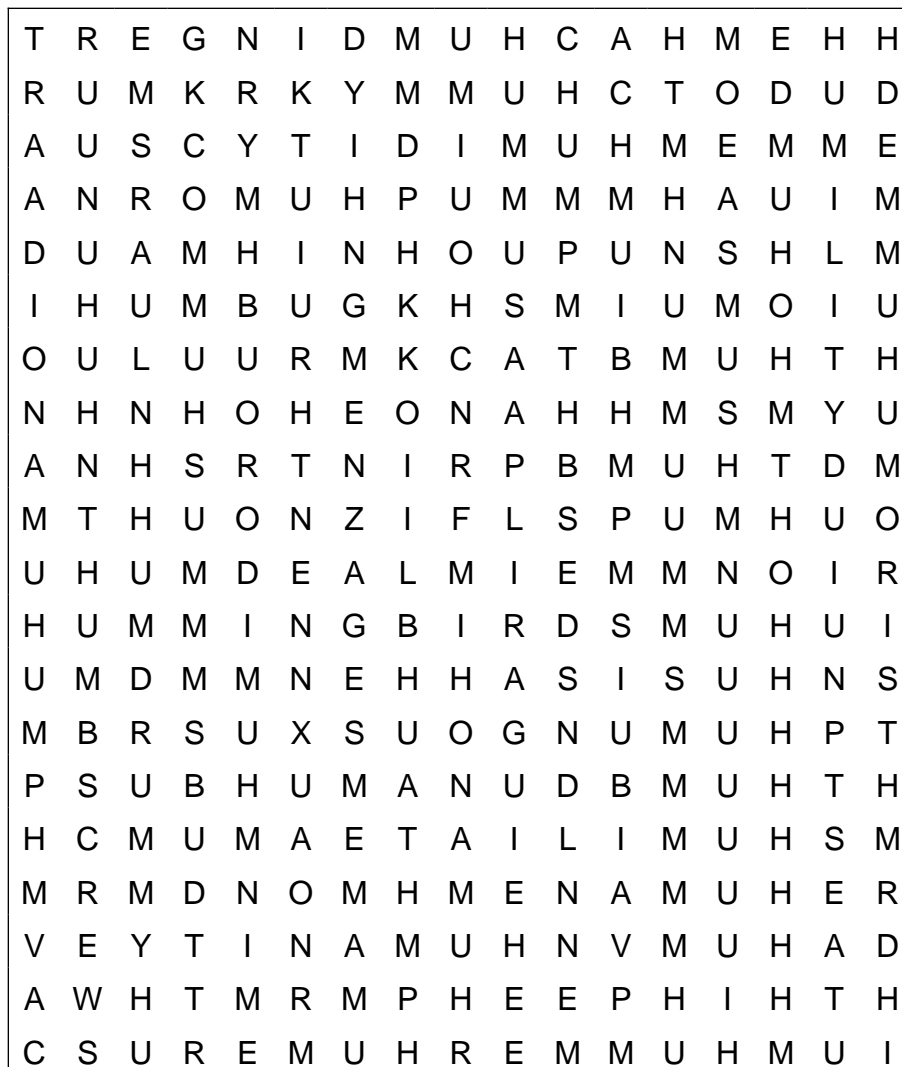 T R E G N I D M U H C A H M E H H
R U M K R K Y M M U H C T O D U D
A U S C Y T I D I M U H M E M M E
A N R O M U H P U M M M H A U I M
D U A M H I N H O U P U N S H L M
I H U M B U G K H S M I U M O I U
O U L U U R M K C A T B M U H T H
N H N H O H E O N A H H M S M Y U
A N H S R T N I R P B M U H T D M
M T H U O N Z I F L S P U M H U O
U H U M D E A L M I E M M N O I R
H U M M I N G B I R D S M U H U I
U M D M M N E H H A S I S U H N S
M B R S U X S U O G N U M U H P T
P S U B H U M A N U D B M U H T H
H C M U M A E T A I L I M U H S M
M R M D N O M H M E N A M U H E R
V E Y T I N A M U H N V M U H A D
A W H T M R M P H E E P H I H T H
C S U R E M U H R E M M U H M U I